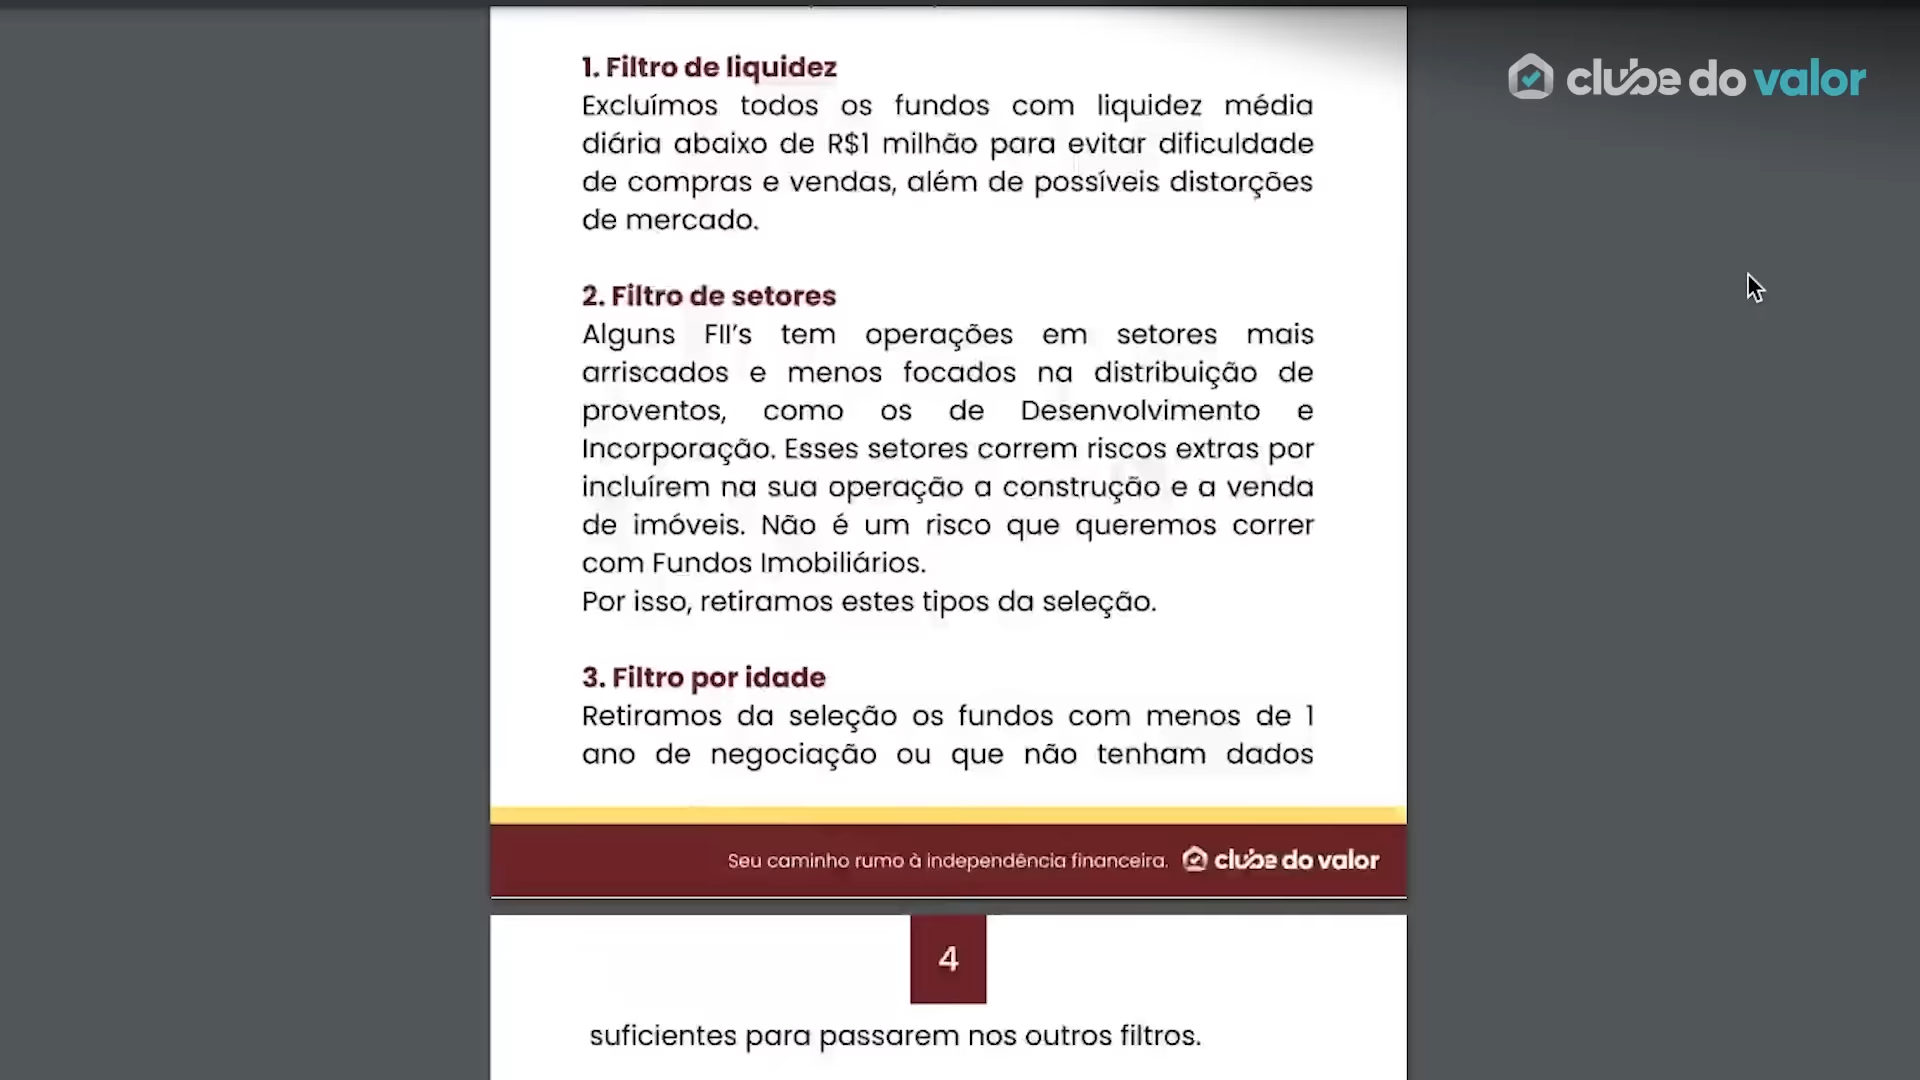 clube do valor
1. Filtro de liquidez
Excluímos todos os fundos com liquidez média
diária abaixo de R$1 milhão para evitar dificuldade
de compras e vendas, além de possíveis distorções
de mercado.
2. Filtro de setores
Alguns FII's tem operações em setores mais
arriscados e menos focados na distribuição de
proventos, como os de Desenvolvimento e
Incorporação. Esses setores correm riscos extras por
incluírem na sua operação a construção e a venda
de imóveis. Não é um risco que queremos correr
com Fundos Imobiliários.
Por isso, retiramos estes tipos da seleção.
3. Filtro por idade
Retiramos da seleção os fundos com menos de 1
ano de negociação ou que não tenham dados
Seu caminho rumo à independência financeira. clube do valor
4
suficientes para passarem nos outros filtros.